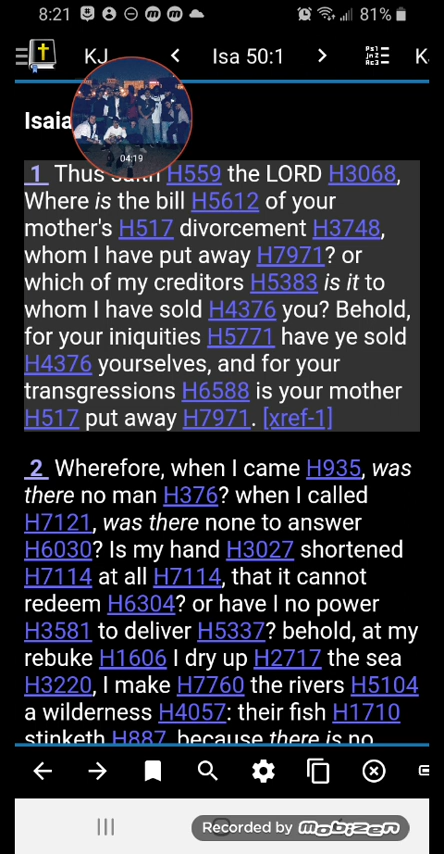 8:21
81%
KJ
Isa 50:1
K
Isaia
04:19
1 Thus saith H559 the LORD H3068,
Where is the bill H5612 of your
mother's H517 divorcement H3748,
whom I have put away H7971? or
which of my creditors H5383 is it to
whom I have sold H4376 you? Behold,
for your iniquities H5771 have ye sold
H4376 yourselves, and for your
transgressions H6588 is your mother
H517 put away H7971. [xref-1]
2 Wherefore, when I came H935, was
there no man H376? when I called
H7121, was there none to answer
H6030? Is my hand H3027 shortened
H7114 at all H7114, that it cannot
redeem H6304? or have I no power
H3581 to deliver H5337? behold, at my
rebuke H1606 I dry up H2717 the sea
H3220, I make H7760 the rivers H5104
a wilderness H4057: their fish H1710
stinketh H887, because there is no
Recorded by Mobizen